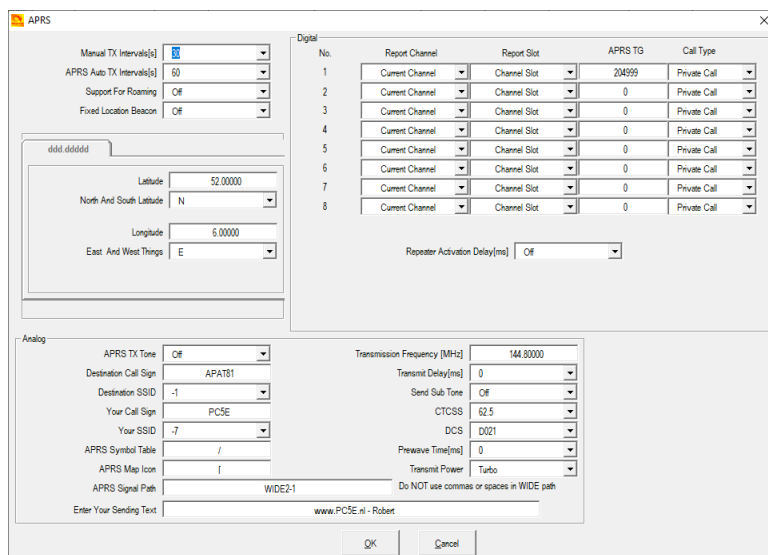 APRS
Manual TX Intervals[s] 30
APRS Auto TX Intervals[s] 60
Support For Roaming Off
Fixed Location Beacon Off
ddd.ddddd
Latitude 52.00000
North And South Latitude N
Longitude 6.00000
East And West Things E
Digital
No. Report Channel Report Slot APRS TG Call Type
1 Current Channel Channel Slot 204999 Private Call
2 Current Channel Channel Slot 0 Private Call
3 Current Channel Channel Slot 0 Private Call
4 Current Channel Channel Slot 0 Private Call
5 Current Channel Channel Slot 0 Private Call
6 Current Channel Channel Slot 0 Private Call
7 Current Channel Channel Slot 0 Private Call
8 Current Channel Channel Slot 0 Private Call
Repeater Activation Delay[ms] Off
Analog
APRS TX Tone Off
Destination Call Sign APAT81
Destination SSID -1
Your Call Sign PC5E
Your SSID -7
APRS Symbol Table /
APRS Map Icon [
APRS Signal Path WIDE2-1
Enter Your Sending Text www.PC5E.nl - Robert
Transmission Frequency [MHz] 144.80000
Transmit Delay[ms] 0
Send Sub Tone Off
CTCSS 62.5
DCS D021
Prewave Time[ms] 0
Transmit Power Turbo
Do NOT use commas or spaces in WIDE path
OK Cancel